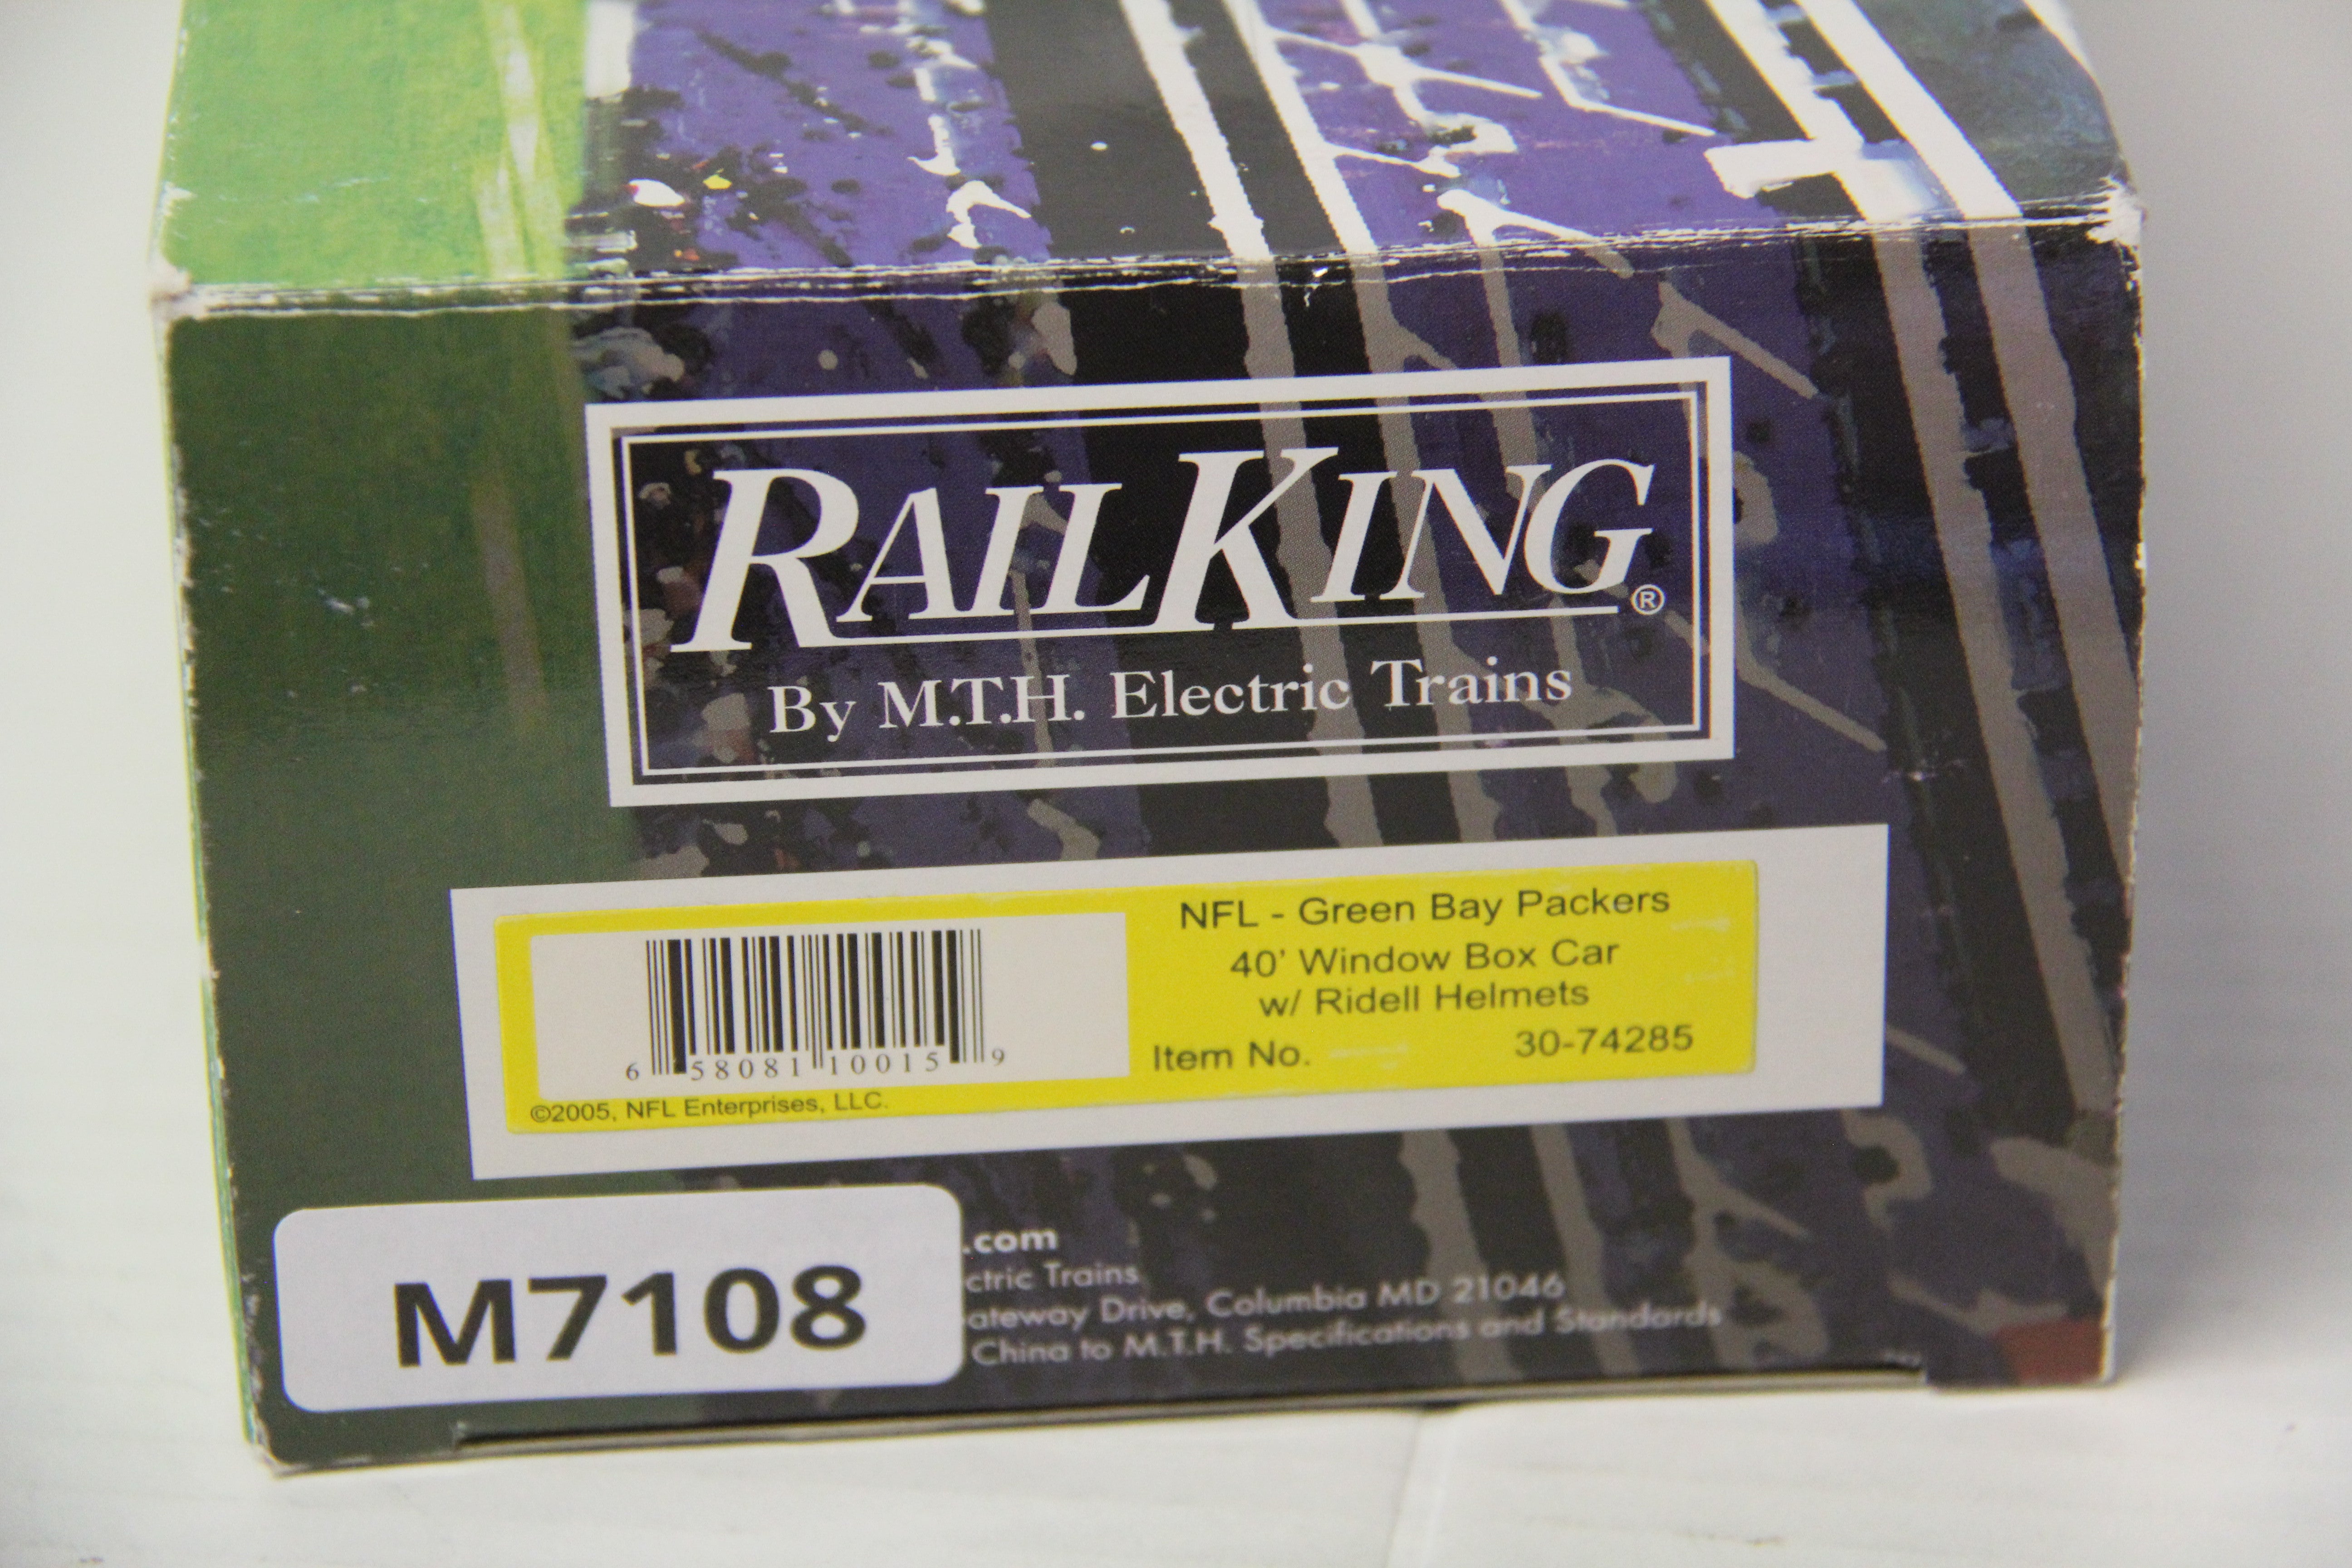 RAILKING®
By M.T.H. Electric Trains
NFL - Green Bay Packers
40' Window Box Car
w/ Ridell Helmets
Item No. 30-74285
6 58081 10015 9
©2005, NFL Enterprises, LLC.
M7108
.com
ctric Trains
ateway Drive, Columbia MD 21046
China to M.T.H. Specifications and Standards